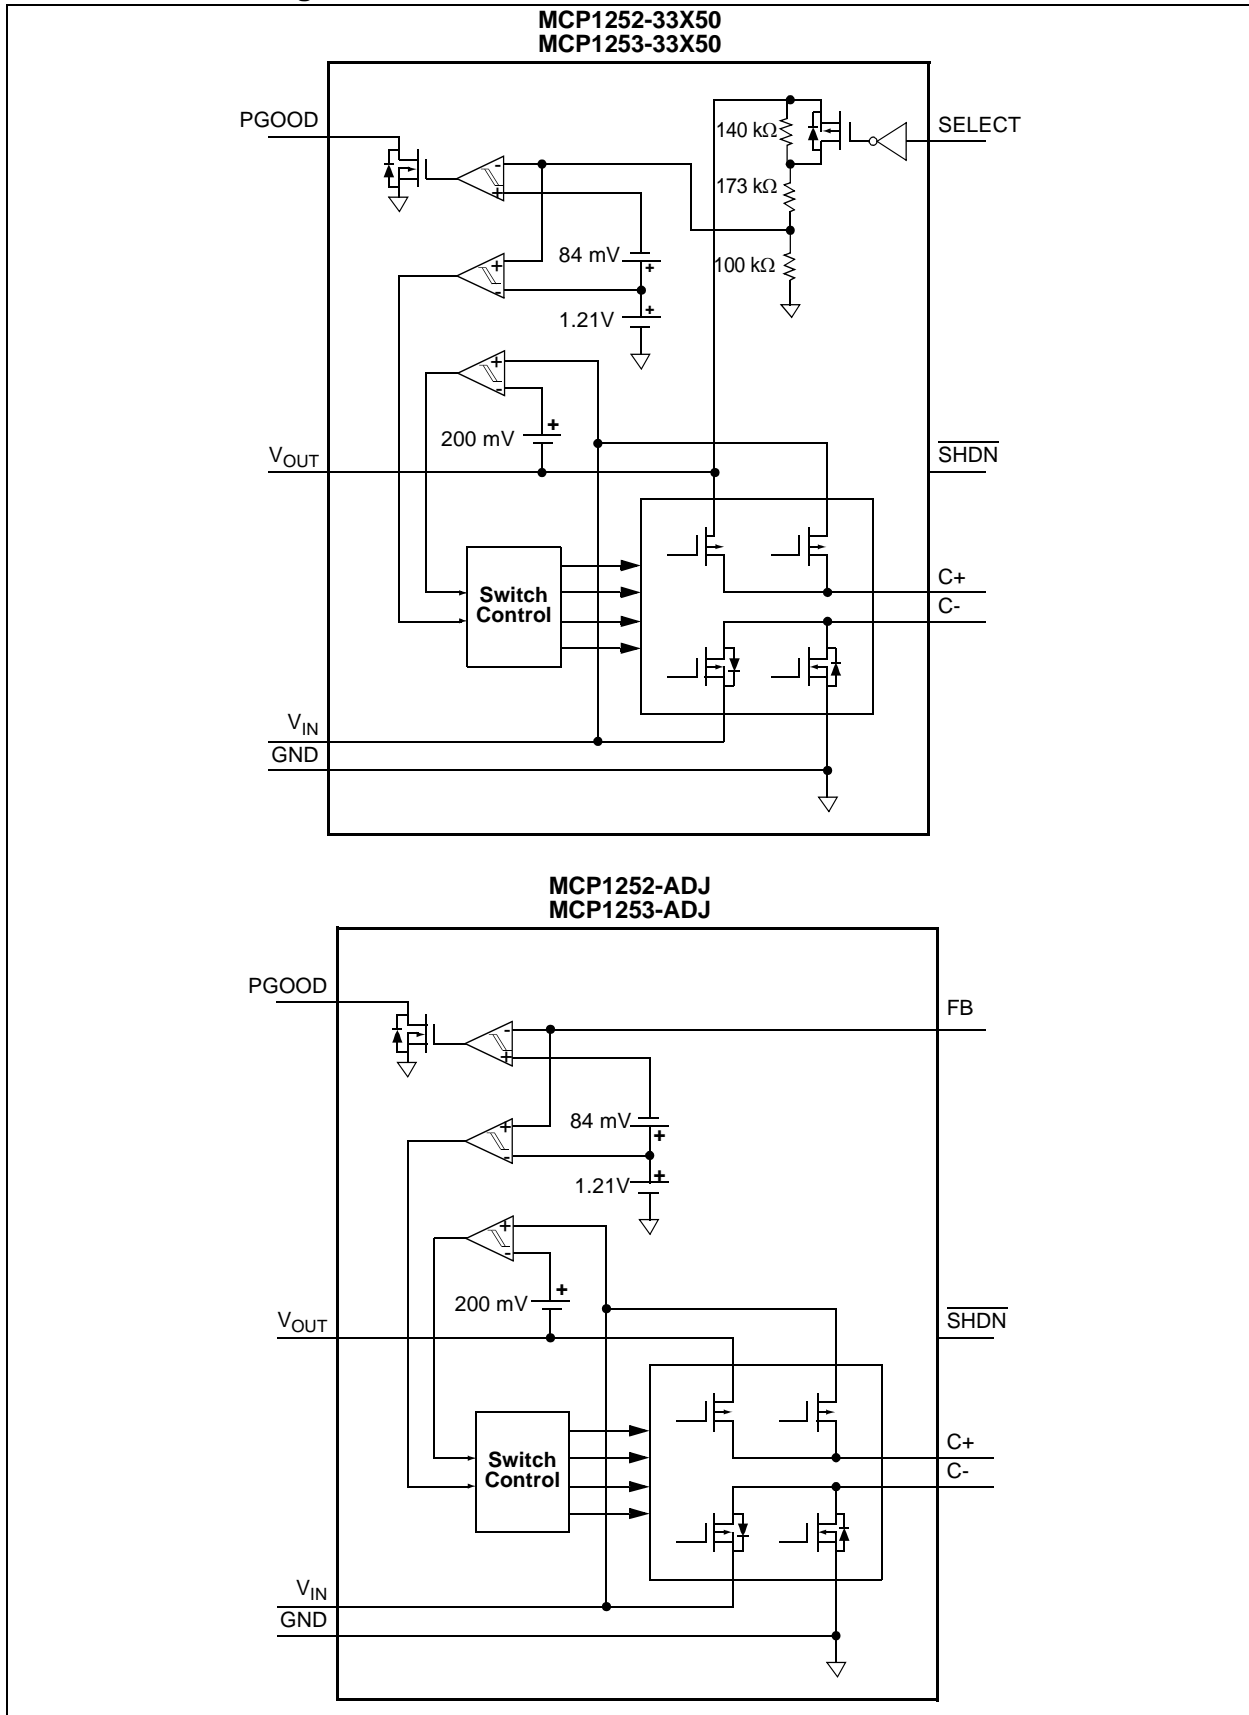 MCP1252-33X50
MCP1253-33X50
PGOOD
SELECT
140 kΩ
173 kΩ
100 kΩ
-
+
84 mV
+
+
-
1.21V
+
+
-
200 mV
+
VOUT
SHDN
Switch
Control
C+
C-
VIN
GND
MCP1252-ADJ
MCP1253-ADJ
PGOOD
FB
-
+
84 mV
+
+
-
1.21V
+
+
-
200 mV
+
VOUT
SHDN
Switch
Control
C+
C-
VIN
GND